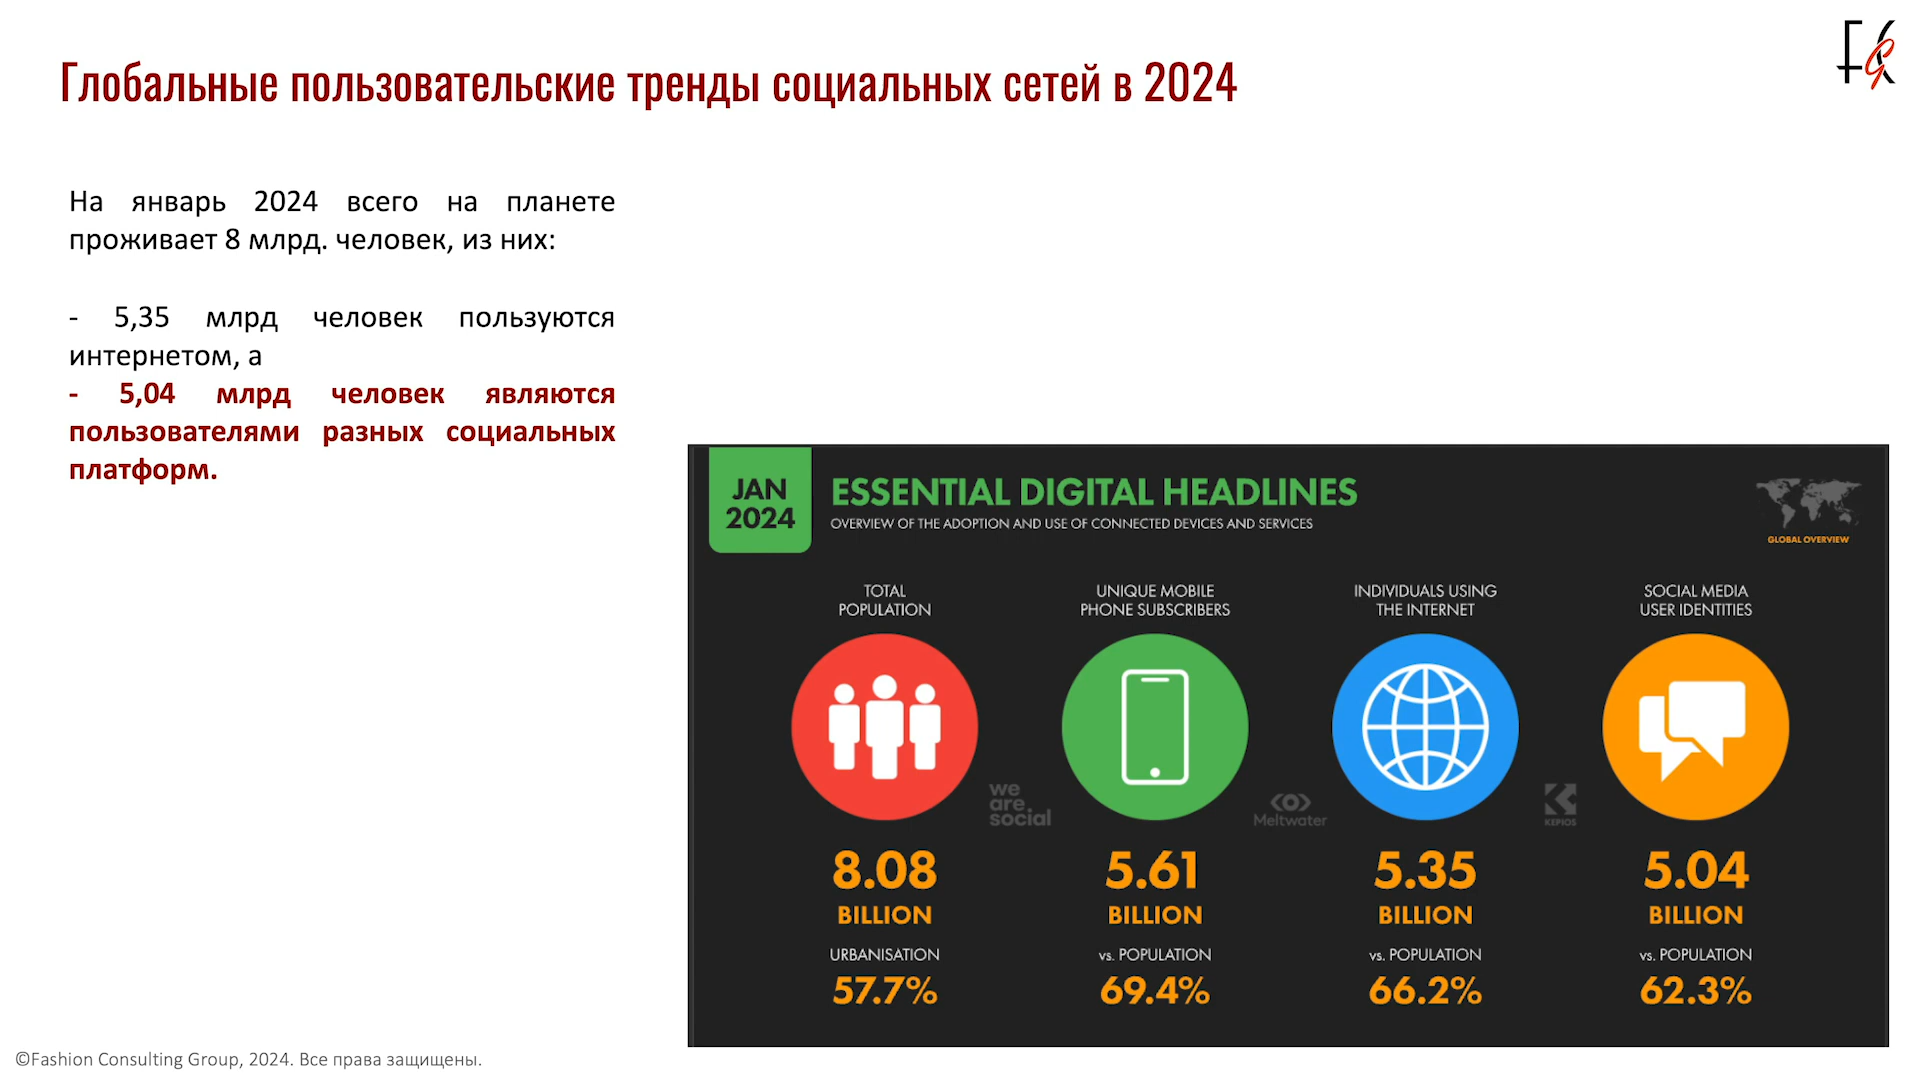 Глобальные пользовательские тренды социальных сетей в 2024
FCG
На январь 2024 всего на планете
проживает 8 млрд. человек, из них:
- 5,35 млрд человек пользуются
интернетом, а
- 5,04 млрд человек являются
пользователями разных социальных
платформ.
JAN
2024
ESSENTIAL DIGITAL HEADLINES
OVERVIEW OF THE ADOPTION AND USE OF CONNECTED DEVICES AND SERVICES
GLOBAL OVERVIEW
TOTAL
POPULATION
UNIQUE MOBILE
PHONE SUBSCRIBERS
INDIVIDUALS USING
THE INTERNET
SOCIAL MEDIA
USER IDENTITIES
we
are
social
Meltwater
KEPIOS
8.08
BILLION
URBANISATION
57.7%
5.61
BILLION
vs. POPULATION
69.4%
5.35
BILLION
vs. POPULATION
66.2%
5.04
BILLION
vs. POPULATION
62.3%
©Fashion Consulting Group, 2024. Все права защищены.